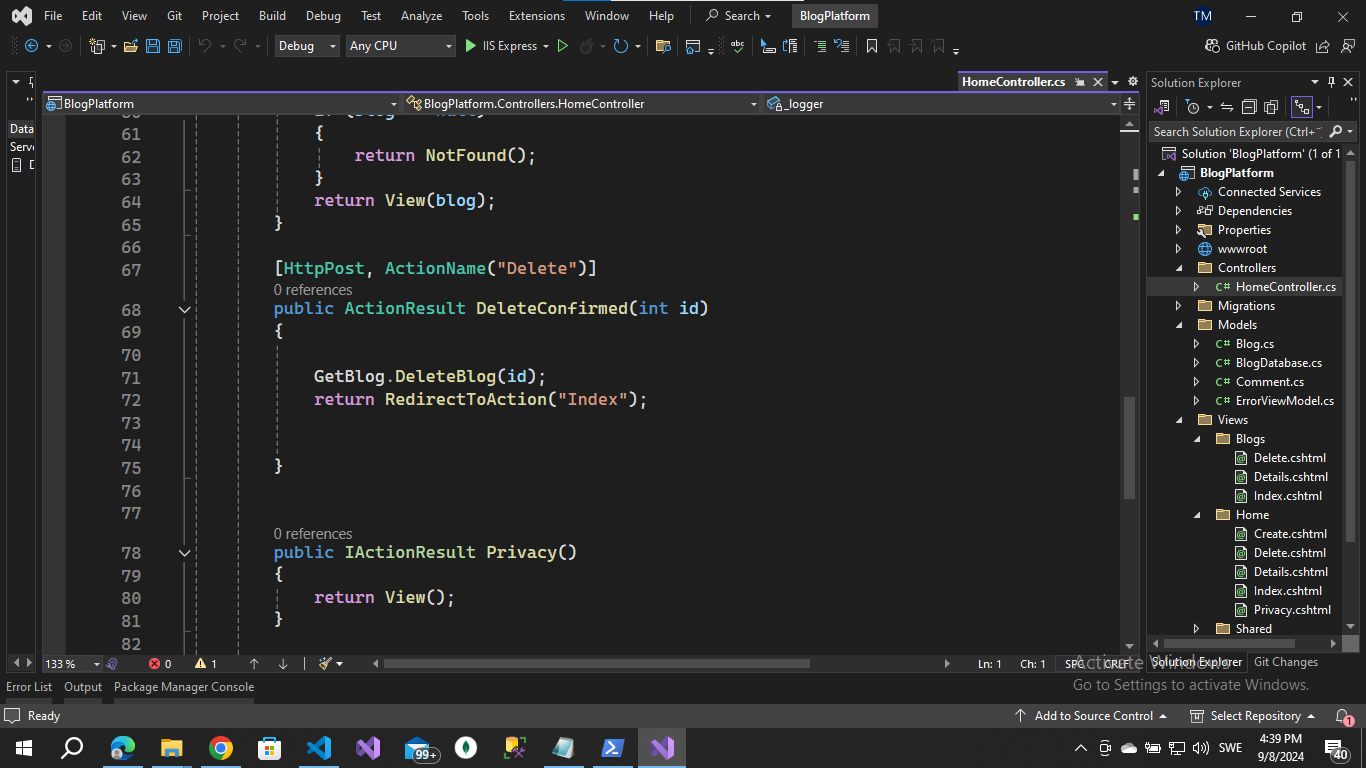 File Edit View Git Project Build Debug Test Analyze Tools Extensions Window Help Search BlogPlatform TM
Debug Any CPU IIS Express GitHub Copilot
HomeController.cs
BlogPlatform BlogPlatform.Controllers.HomeController _logger
61 {
62 return NotFound();
63 }
64 return View(blog);
65 }
66
67 [HttpPost, ActionName("Delete")]
0 references
68 public ActionResult DeleteConfirmed(int id)
69 {
70
71 GetBlog.DeleteBlog(id);
72 return RedirectToAction("Index");
73
74
75 }
76
77
0 references
78 public IActionResult Privacy()
79 {
80 return View();
81 }
82
133 % 0 1 Ln: 1 Ch: 1 SPC CRLF
Data
Serv
Solution Explorer
Search Solution Explorer (Ctrl+
Solution 'BlogPlatform' (1 of 1
BlogPlatform
Connected Services
Dependencies
Properties
wwwroot
Controllers
C# HomeController.cs
Migrations
Models
C# Blog.cs
C# BlogDatabase.cs
C# Comment.cs
C# ErrorViewModel.cs
Views
Blogs
Delete.cshtml
Details.cshtml
Index.cshtml
Home
Create.cshtml
Delete.cshtml
Details.cshtml
Index.cshtml
Privacy.cshtml
Shared
Solution Explorer Git Changes
Activate Windows
Go to Settings to activate Windows.
Error List Output Package Manager Console
Ready Add to Source Control Select Repository 1
99+ SWE 4:39 PM
9/8/2024 40